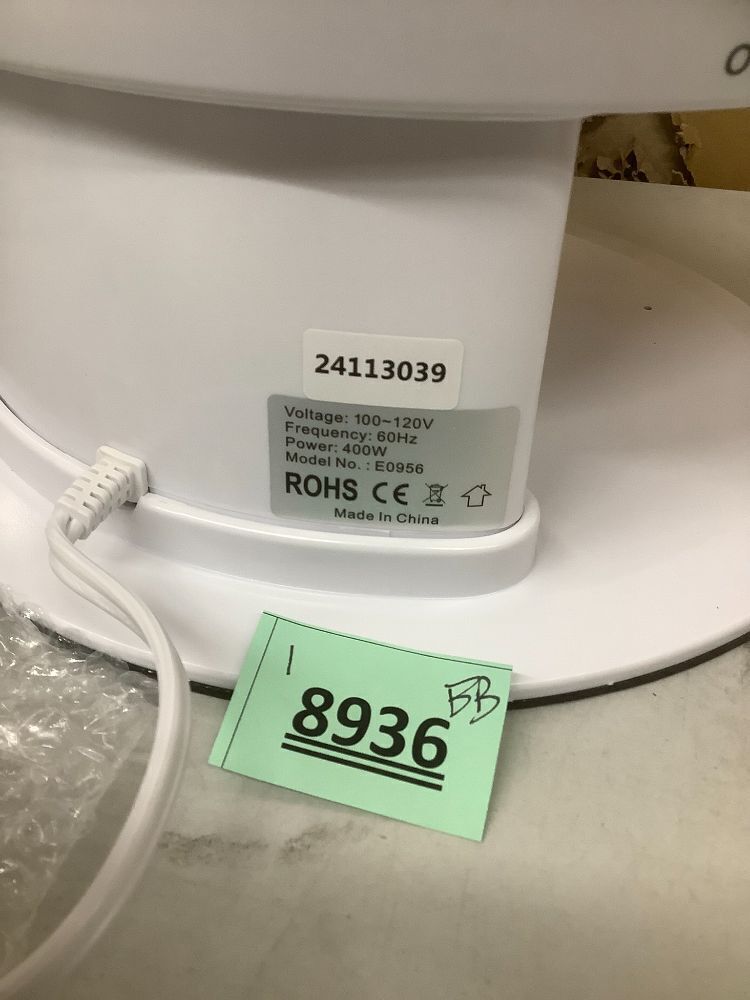 24113039
Voltage: 100~120V
Frequency: 60Hz
Power: 400W
Model No. : E0956
ROHS CE
Made In China
1
8936
BB